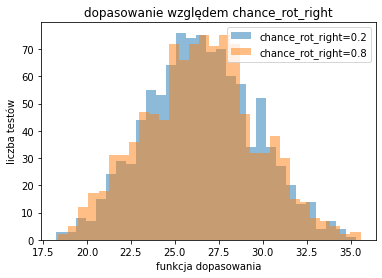 dopasowanie względem chance_rot_right
chance_rot_right=0.2
chance_rot_right=0.8
liczba testów
80
70
60
50
40
30
20
10
0
17.5 20.0 22.5 25.0 27.5 30.0 32.5 35.0
funkcja dopasowania